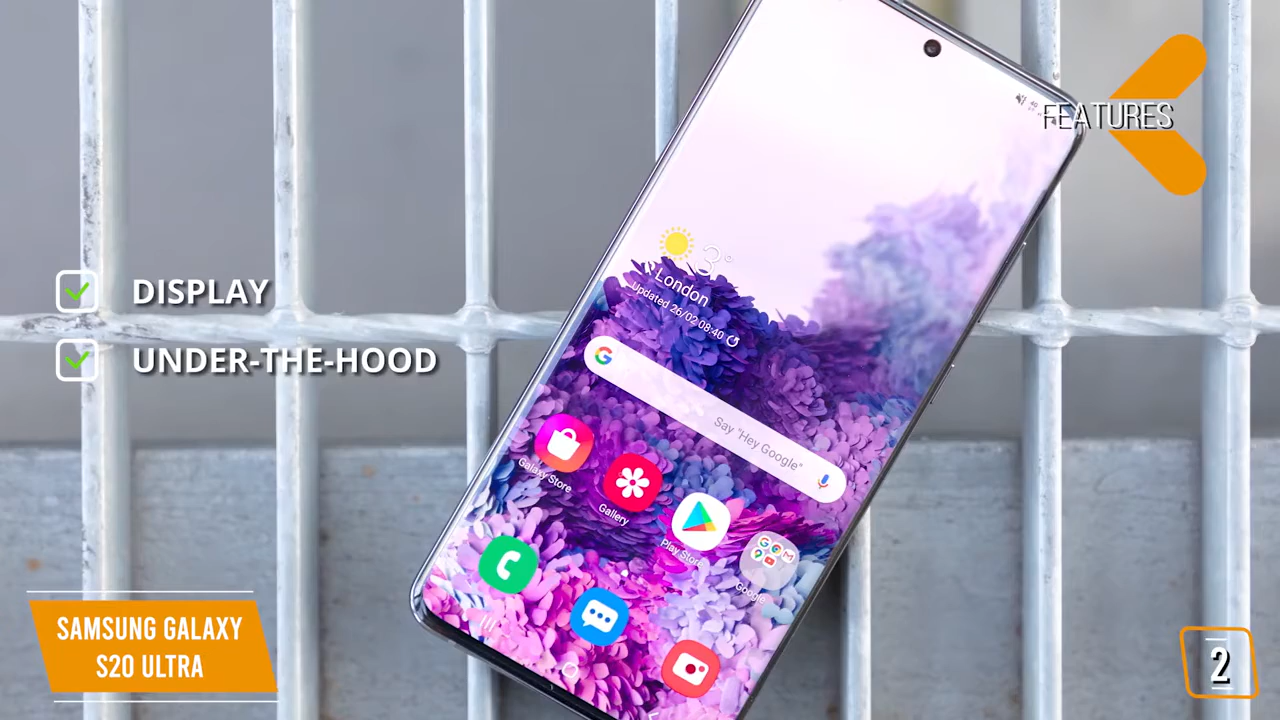 FEATURES
DISPLAY
UNDER-THE-HOOD
3°
London
Updated 26/02 08:40
Say "Hey Google"
Galaxy Store
Gallery
Play Store
Google
SAMSUNG GALAXY
S20 ULTRA
2